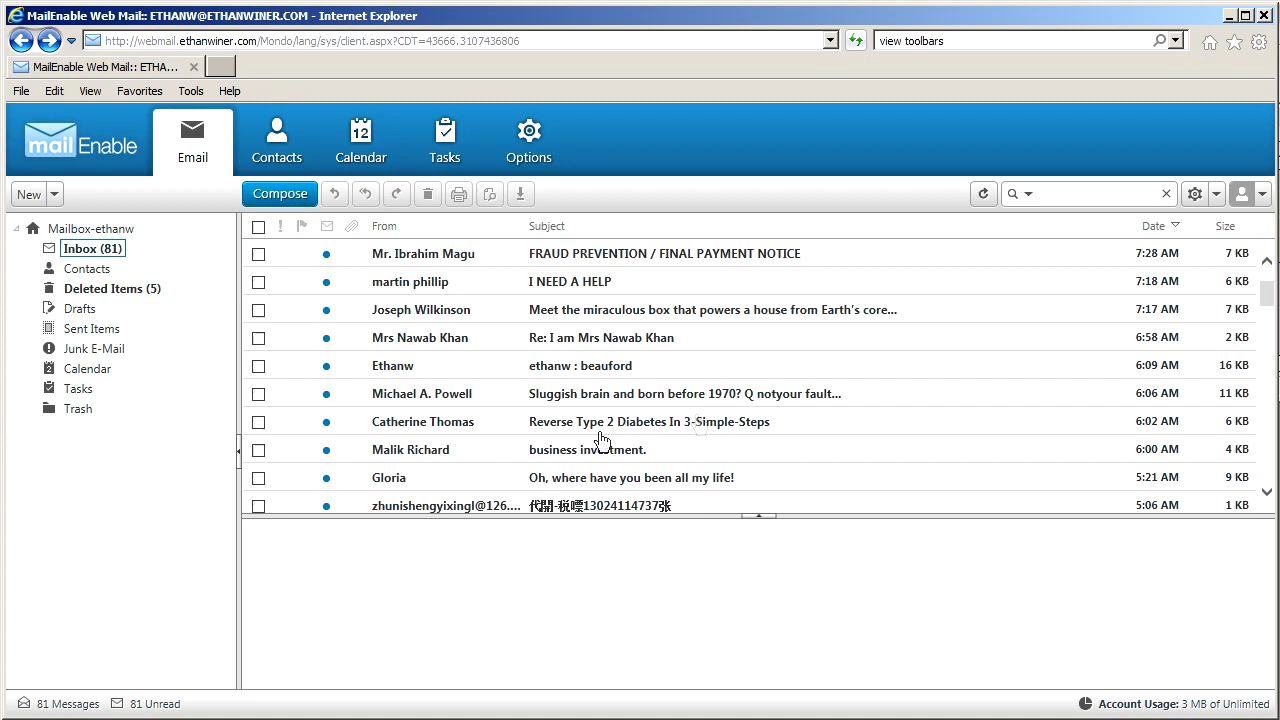 MailEnable Web Mail:: ETHANW@ETHANWINER.COM - Internet Explorer
http://webmail.ethanwiner.com/Mondo/lang/sys/client.aspx?CDT=43666.3107436806
view toolbars
MailEnable Web Mail:: ETHA...
File Edit View Favorites Tools Help
mailEnable
Email
Contacts
12
Calendar
Tasks
Options
New
Compose
Mailbox-ethanw
Inbox (81)
Contacts
Deleted Items (5)
Drafts
Sent Items
Junk E-Mail
Calendar
Tasks
Trash
From Subject Date Size
Mr. Ibrahim Magu FRAUD PREVENTION / FINAL PAYMENT NOTICE 7:28 AM 7 KB
martin phillip I NEED A HELP 7:18 AM 6 KB
Joseph Wilkinson Meet the miraculous box that powers a house from Earth's core... 7:17 AM 7 KB
Mrs Nawab Khan Re: I am Mrs Nawab Khan 6:58 AM 2 KB
Ethanw ethanw : beauford 6:09 AM 16 KB
Michael A. Powell Sluggish brain and born before 1970? Q notyour fault... 6:06 AM 11 KB
Catherine Thomas Reverse Type 2 Diabetes In 3-Simple-Steps 6:02 AM 6 KB
Malik Richard business investment. 6:00 AM 4 KB
Gloria Oh, where have you been all my life! 5:21 AM 9 KB
zhunishengyixingl@126.... 代開-税嘌13024114737张 5:06 AM 1 KB
81 Messages 81 Unread
Account Usage: 3 MB of Unlimited